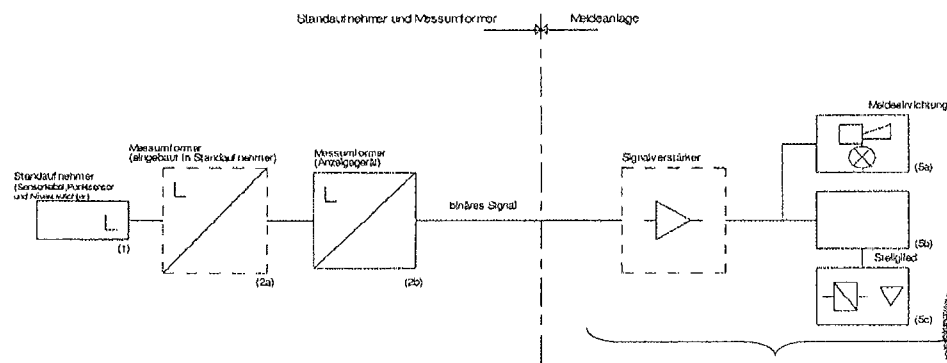 Standaufnehmer und Messumformer
Meldeanlage
Meldeeinrichtung
(5a)
Messumformer
(eingebaut in Standaufnehmer)
Messumformer
(Anzeigegerät)
Signalverstärker
Standaufnehmer
(Sensorkabel, Punktsensor
und
L
L
L
binäres Signal
(1)
(2a)
(2b)
(5b)
Stellglied
(5c)